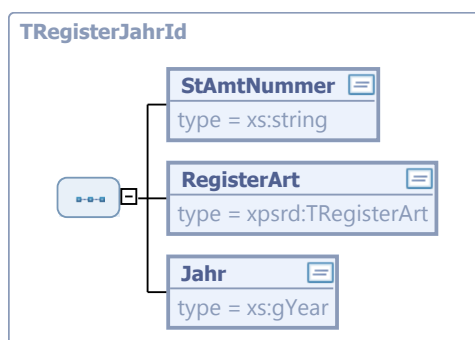 TRegisterJahrId
StAmtNummer
type = xs:string
RegisterArt
type = xpsrd:TRegisterArt
Jahr
type = xs:gYear